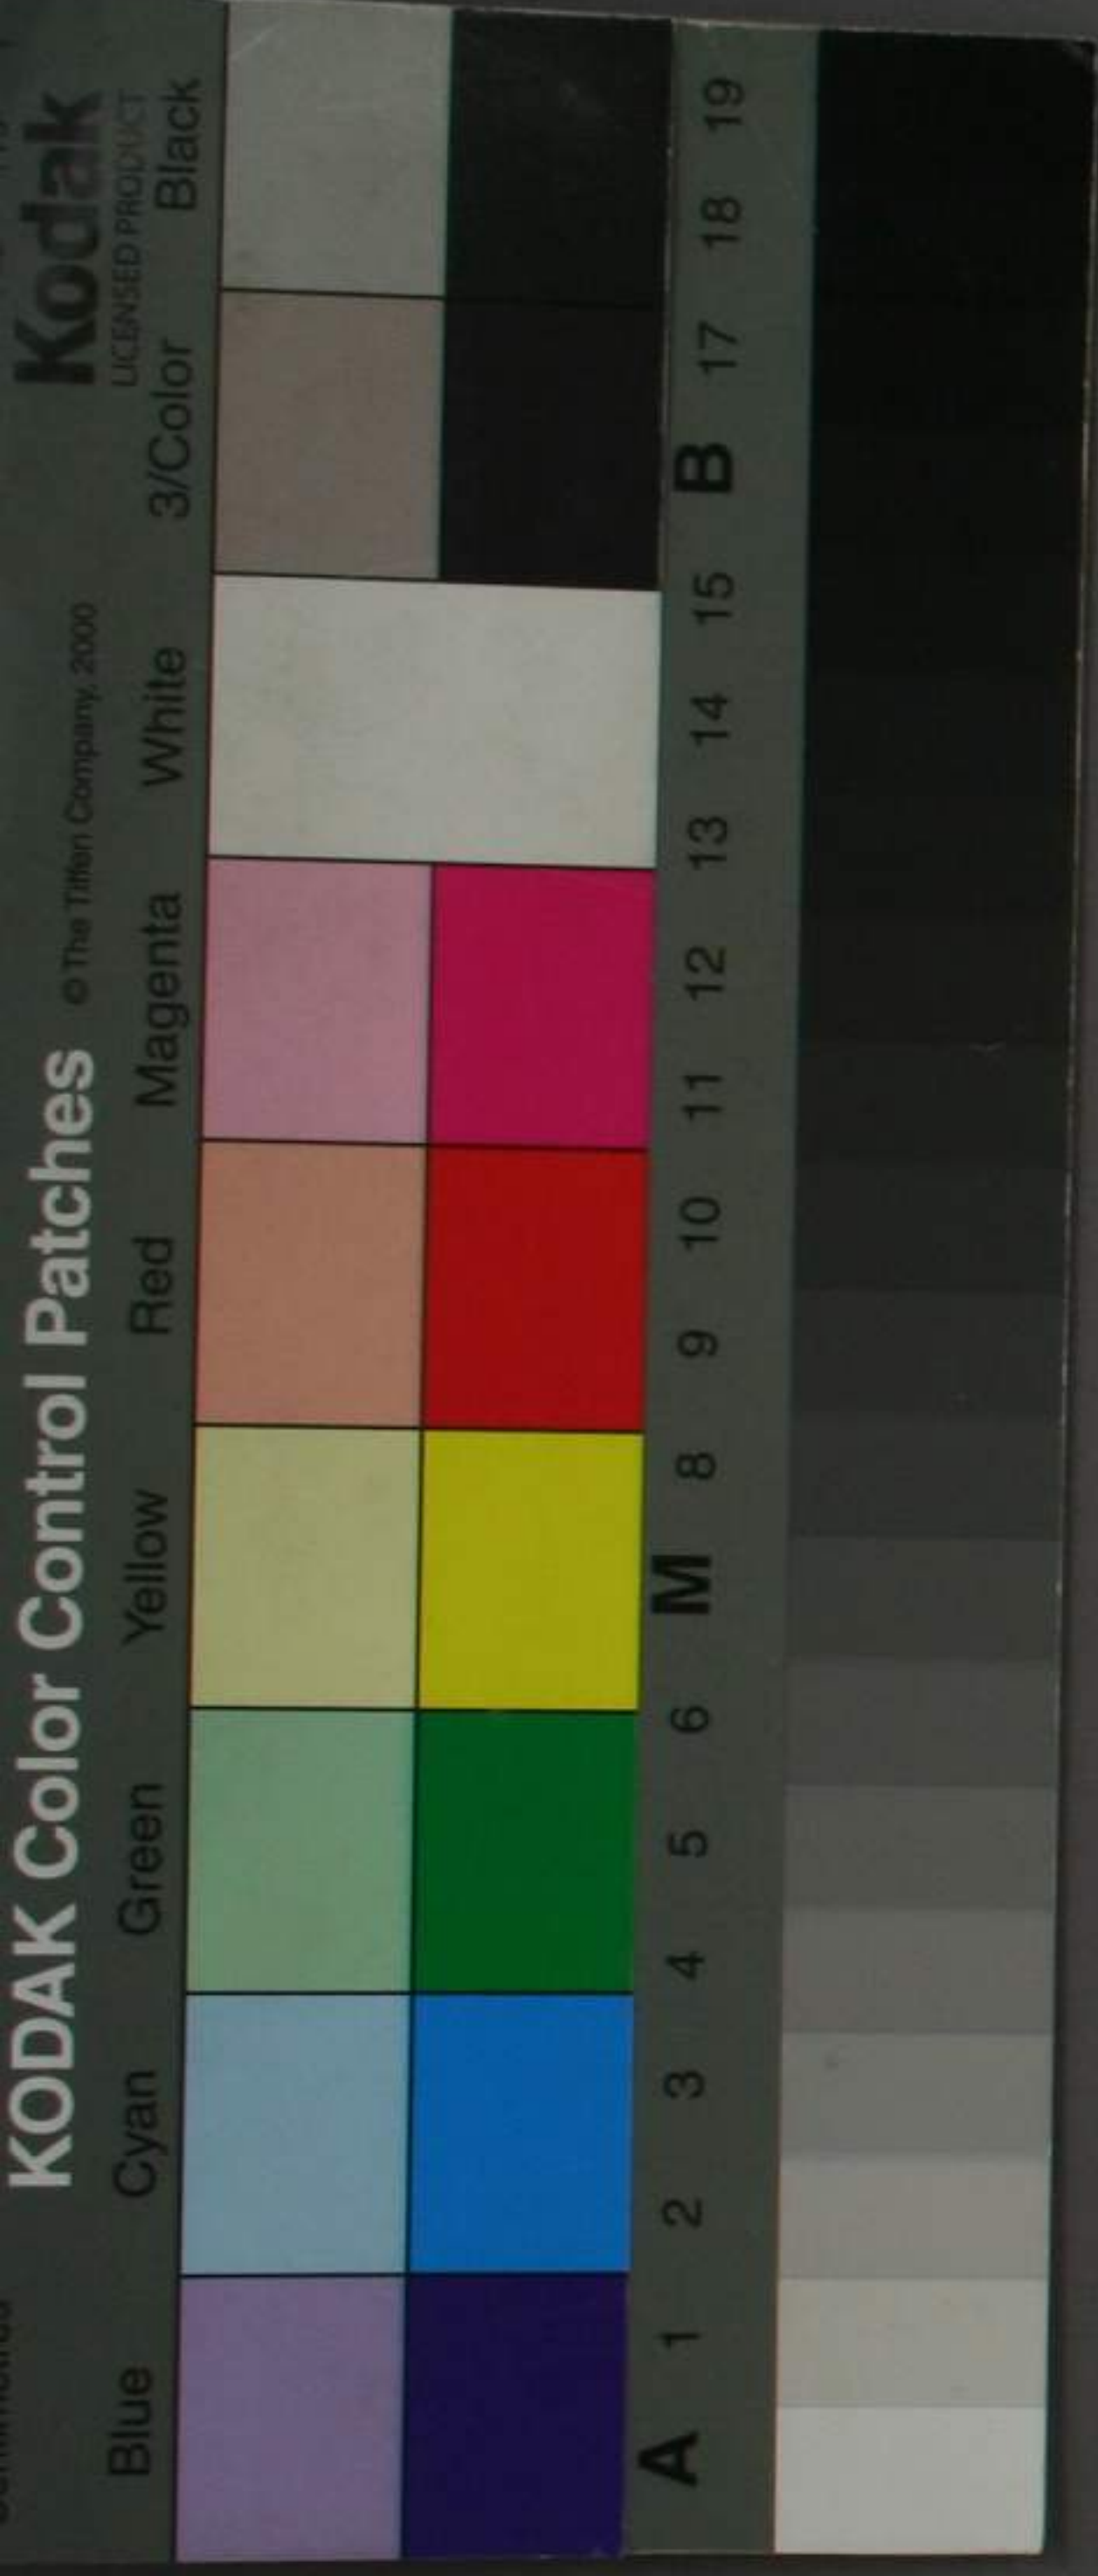 KODAK Color Control Patches © The Tiffen Company, 2000
Kodak
LICENSED PRODUCT
Blue Cyan Green Yellow Red Magenta White 3/Color Black
A 1 2 3 4 5 6 M 8 9 10 11 12 13 14 15 B 17 18 19